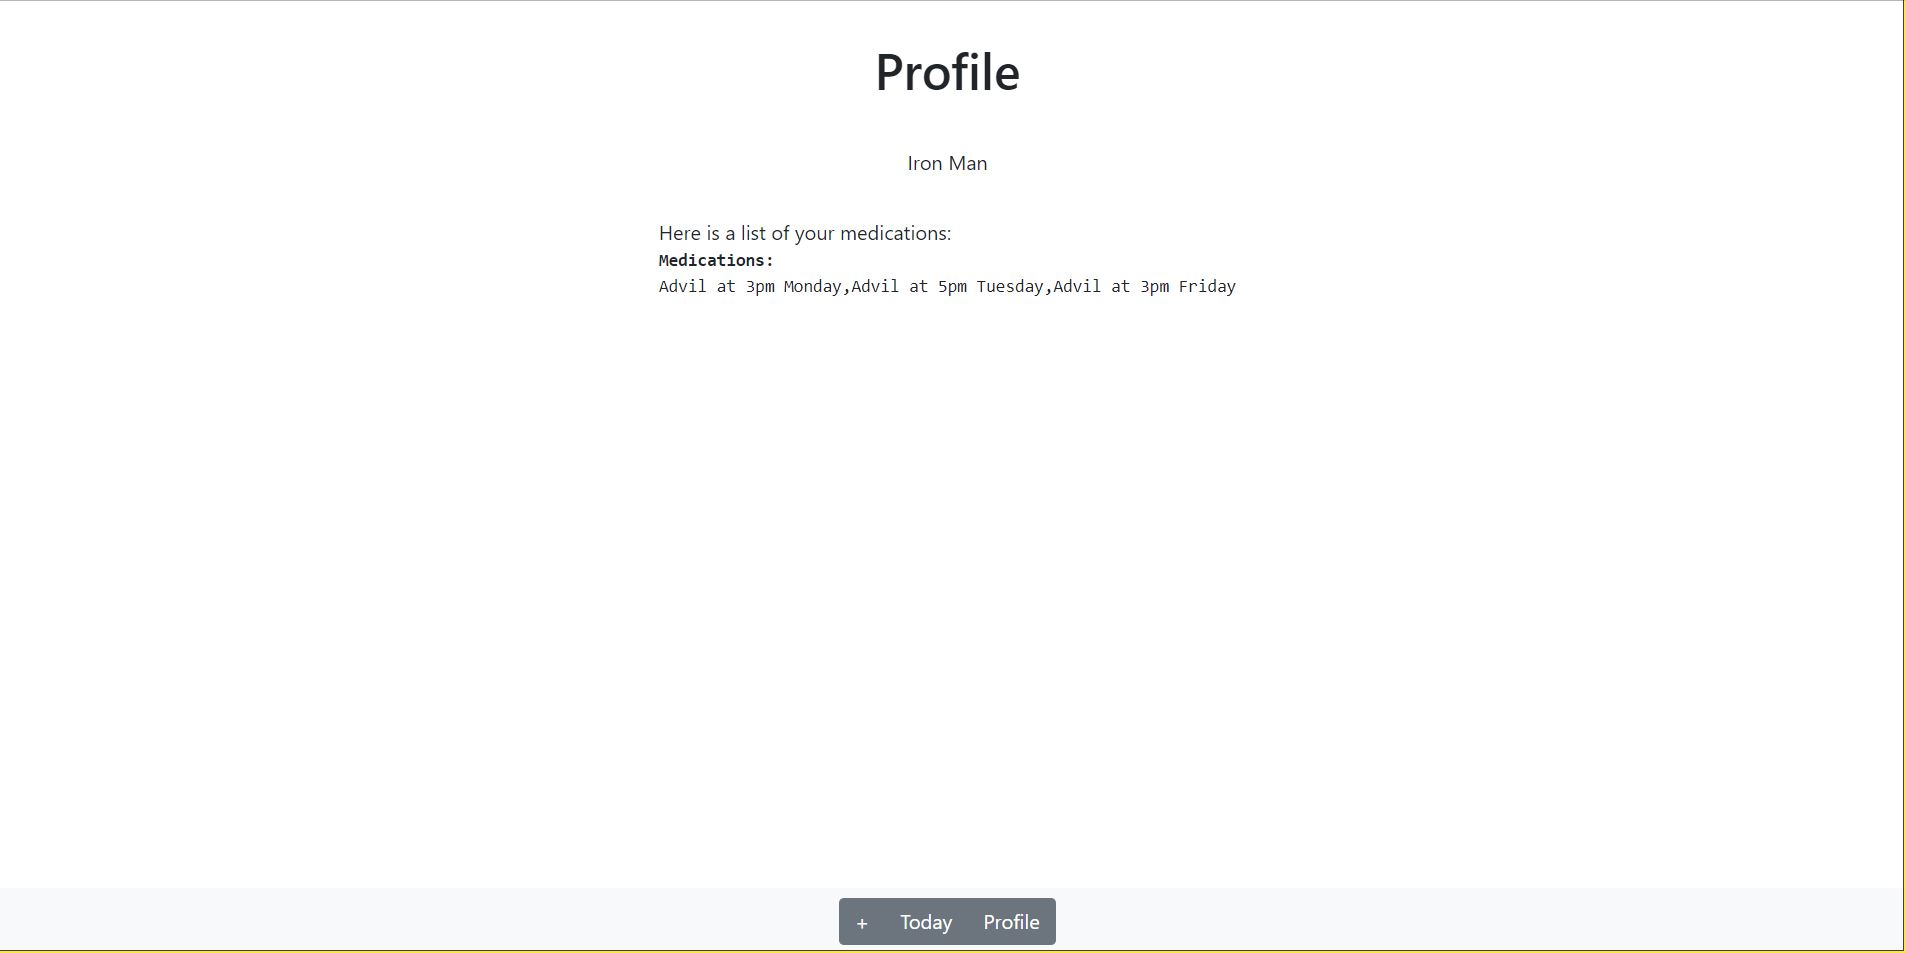 Profile
Iron Man
Here is a list of your medications:
Medications:
Advil at 3pm Monday,Advil at 5pm Tuesday,Advil at 3pm Friday
+ Today Profile